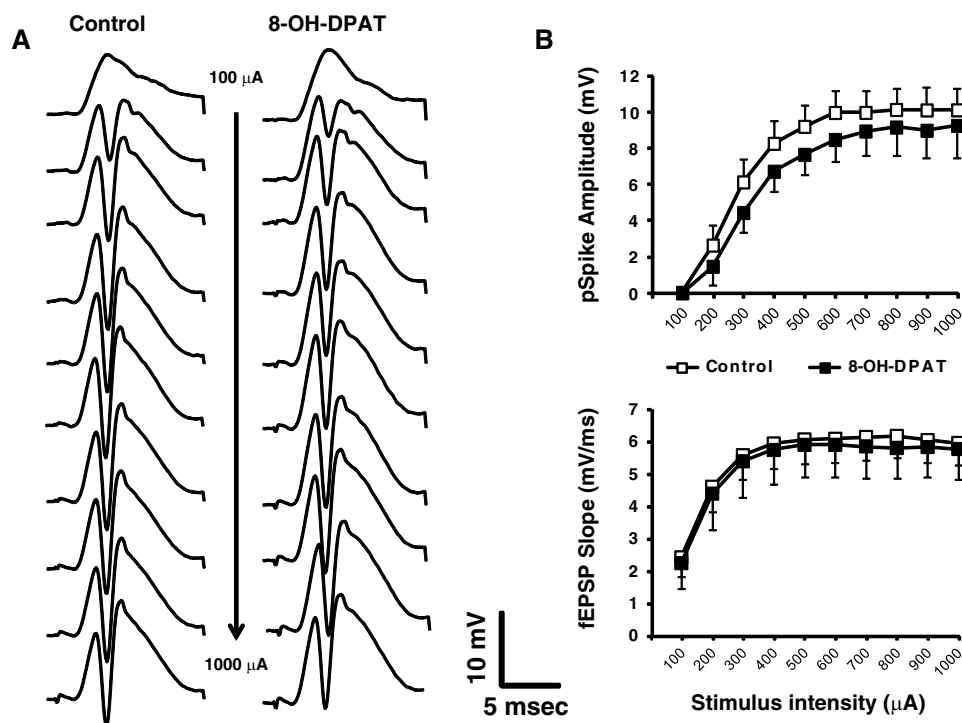 A
Control
8-OH-DPAT
100 µA
1000 µA
10 mV
5 msec
B
pSpike Amplitude (mV)
12
10
8
6
4
2
0
100 200 300 400 500 600 700 800 900 1000
Control 8-OH-DPAT
fEPSP Slope (mV/ms)
7
6
5
4
3
2
1
0
100 200 300 400 500 600 700 800 900 1000
Stimulus intensity (µA)